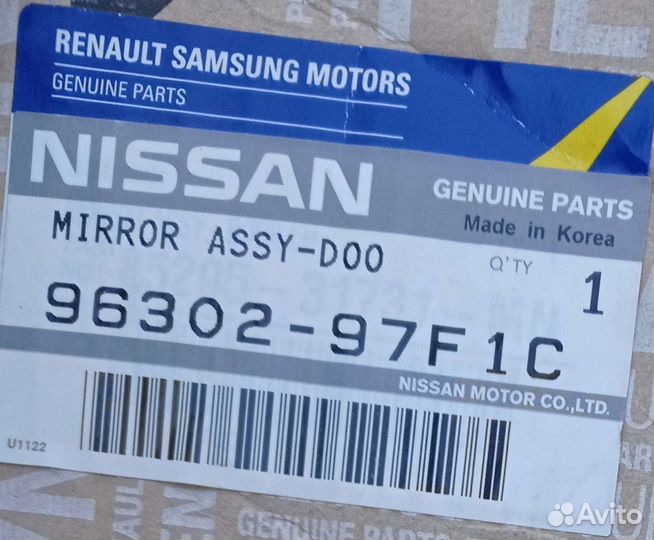 RENAULT SAMSUNG MOTORS
GENUINE PARTS
NISSAN
GENUINE PARTS
Made in Korea
MIRROR ASSY-DOO
Q'TY 1
96302-97F1C
NISSAN MOTOR CO.,LTD.
U1122
GENUINE PARTS
Avito